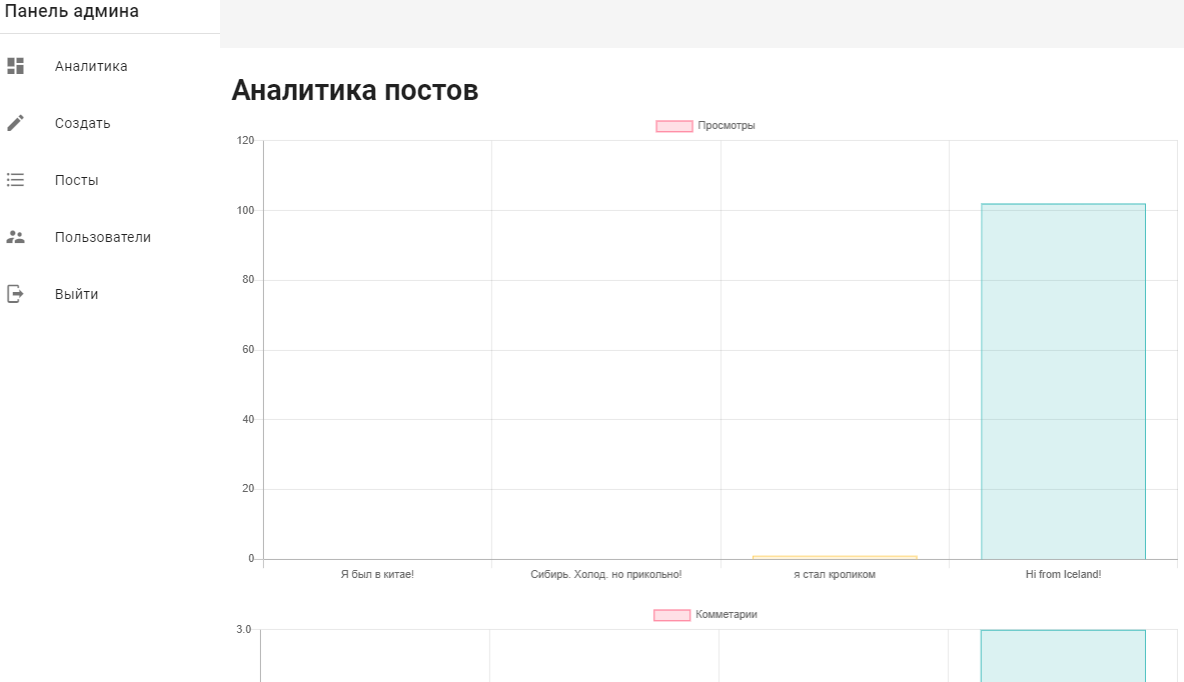 Панель админа
Аналитика
Создать
Посты
Пользователи
Выйти
Аналитика постов
Просмотры
120
100
80
60
40
20
0
Я был в китае!
Сибирь. Холод. но прикольно!
я стал кроликом
Hi from Iceland!
Комметарии
3.0